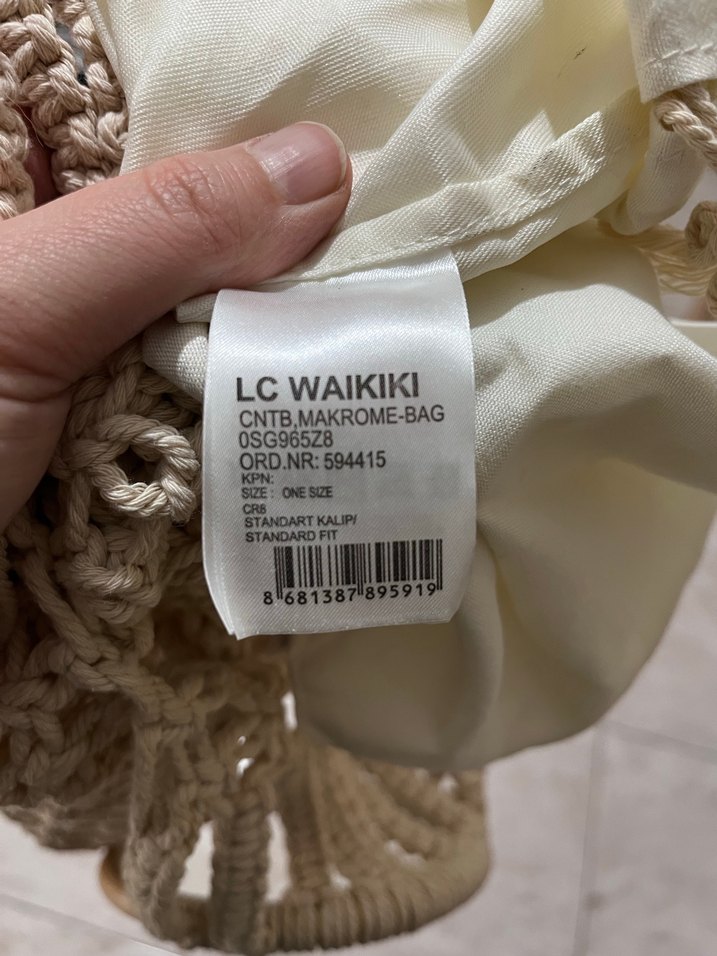 LC WAIKIKI
CNTB,MAKROME-BAG
0SG965Z8
ORD.NR: 594415
KPN:
SIZE : ONE SIZE
CR8
STANDART KALIP/
STANDARD FIT
8 681387 895919